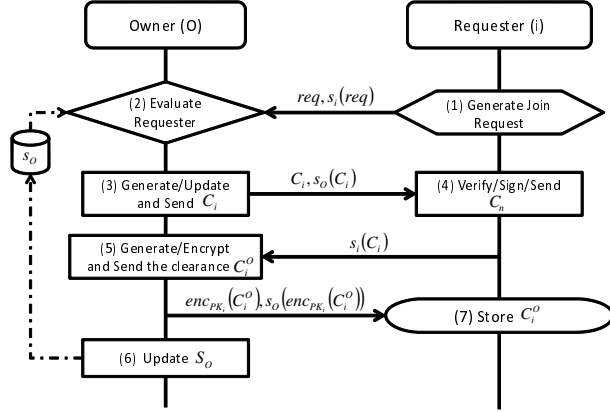 Owner (O)
Requester (i)
(2) Evaluate
Requester
req, s_i(req)
(1) Generate Join
Request
s_O
(3) Generate/Update
and Send C_i
C_i, s_O(C_i)
(4) Verify/Sign/Send
C_n
(5) Generate/Encrypt
and Send the clearance C_i^O
s_i(C_i)
enc_{PK_i}(C_i^O), s_O(enc_{PK_i}(C_i^O))
(7) Store C_i^O
(6) Update S_O